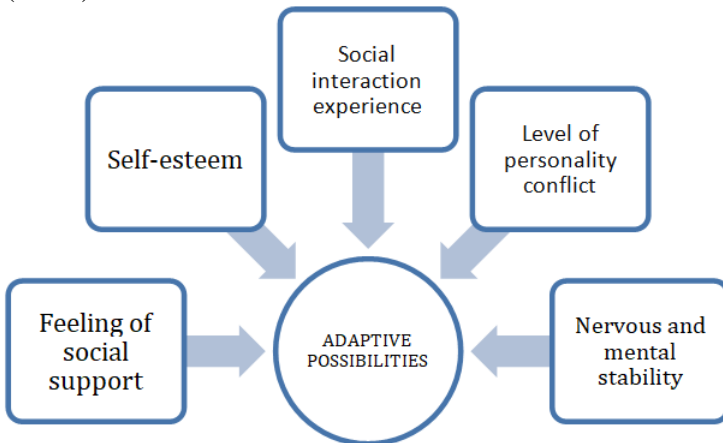 Social
interaction
experience
Self-esteem
Level of
personality
conflict
Feeling of
social
support
ADAPTIVE
POSSIBILITIES
Nervous and
mental
stability